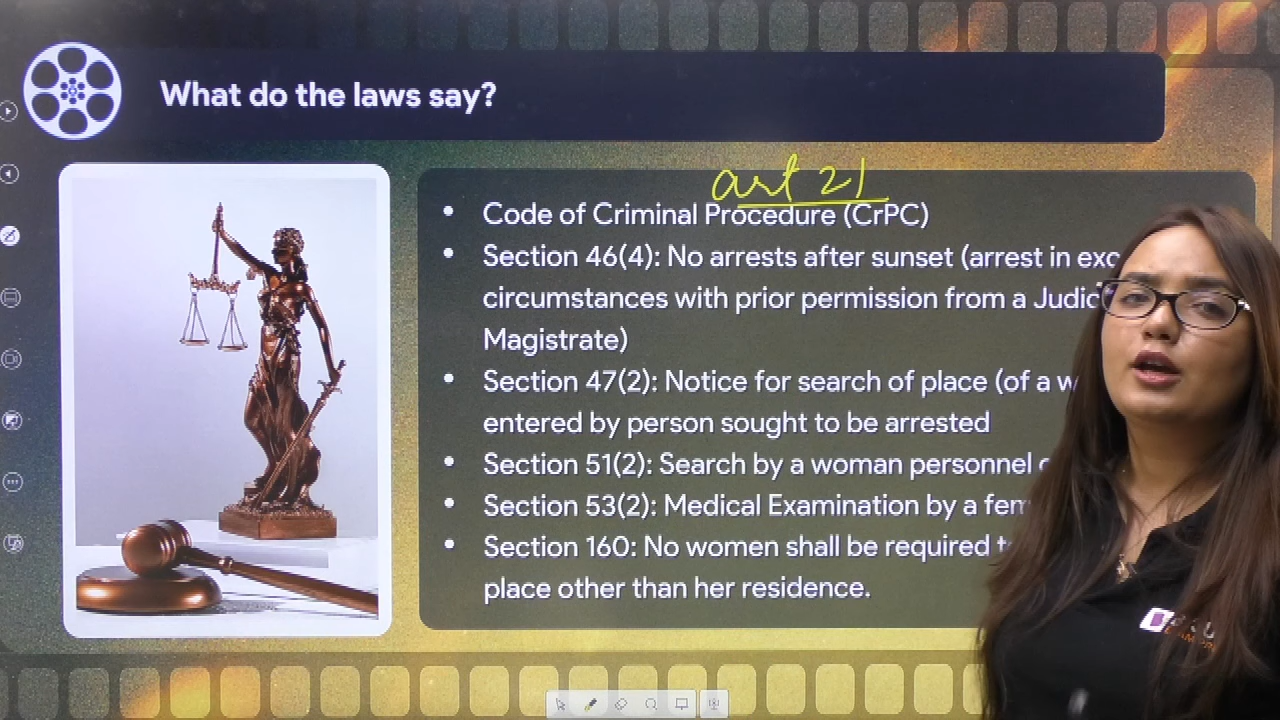 What do the laws say?
art 21
• Code of Criminal Procedure (CrPC)
• Section 46(4): No arrests after sunset (arrest in exc
circumstances with prior permission from a Judic
Magistrate)
• Section 47(2): Notice for search of place (of a w
entered by person sought to be arrested
• Section 51(2): Search by a woman personnel
• Section 53(2): Medical Examination by a fem
• Section 160: No women shall be required t
place other than her residence.